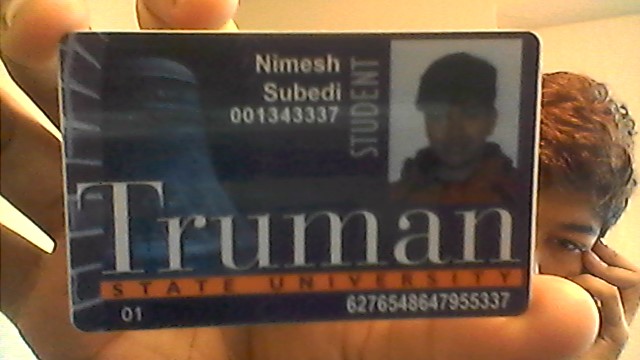 Nimesh
Subedi
001343337
STUDENT
Truman
STATE UNIVERSITY
01
6276548647955337